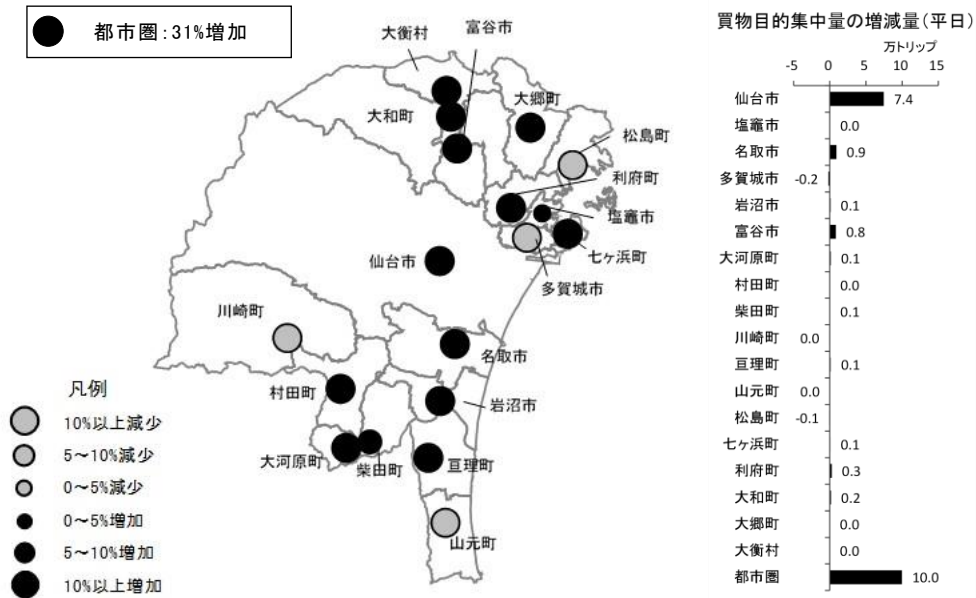 都市圏:31%増加
大衡村
富谷市
大和町
大郷町
松島町
利府町
塩竈市
七ヶ浜町
多賀城市
仙台市
川崎町
名取市
村田町
岩沼市
大河原町
柴田町
亘理町
山元町
凡例
10%以上減少
5～10%減少
0～5%減少
0～5%増加
5～10%増加
10%以上増加
買物目的集中量の増減量(平日)
万トリップ
-5 0 5 10 15
仙台市 7.4
塩竈市 0.0
名取市 0.9
多賀城市 -0.2
岩沼市 0.1
富谷市 0.8
大河原町 0.1
村田町 0.0
柴田町 0.1
川崎町 0.0
亘理町 0.1
山元町 0.0
松島町 -0.1
七ヶ浜町 0.1
利府町 0.3
大和町 0.2
大郷町 0.0
大衡村 0.0
都市圏 10.0